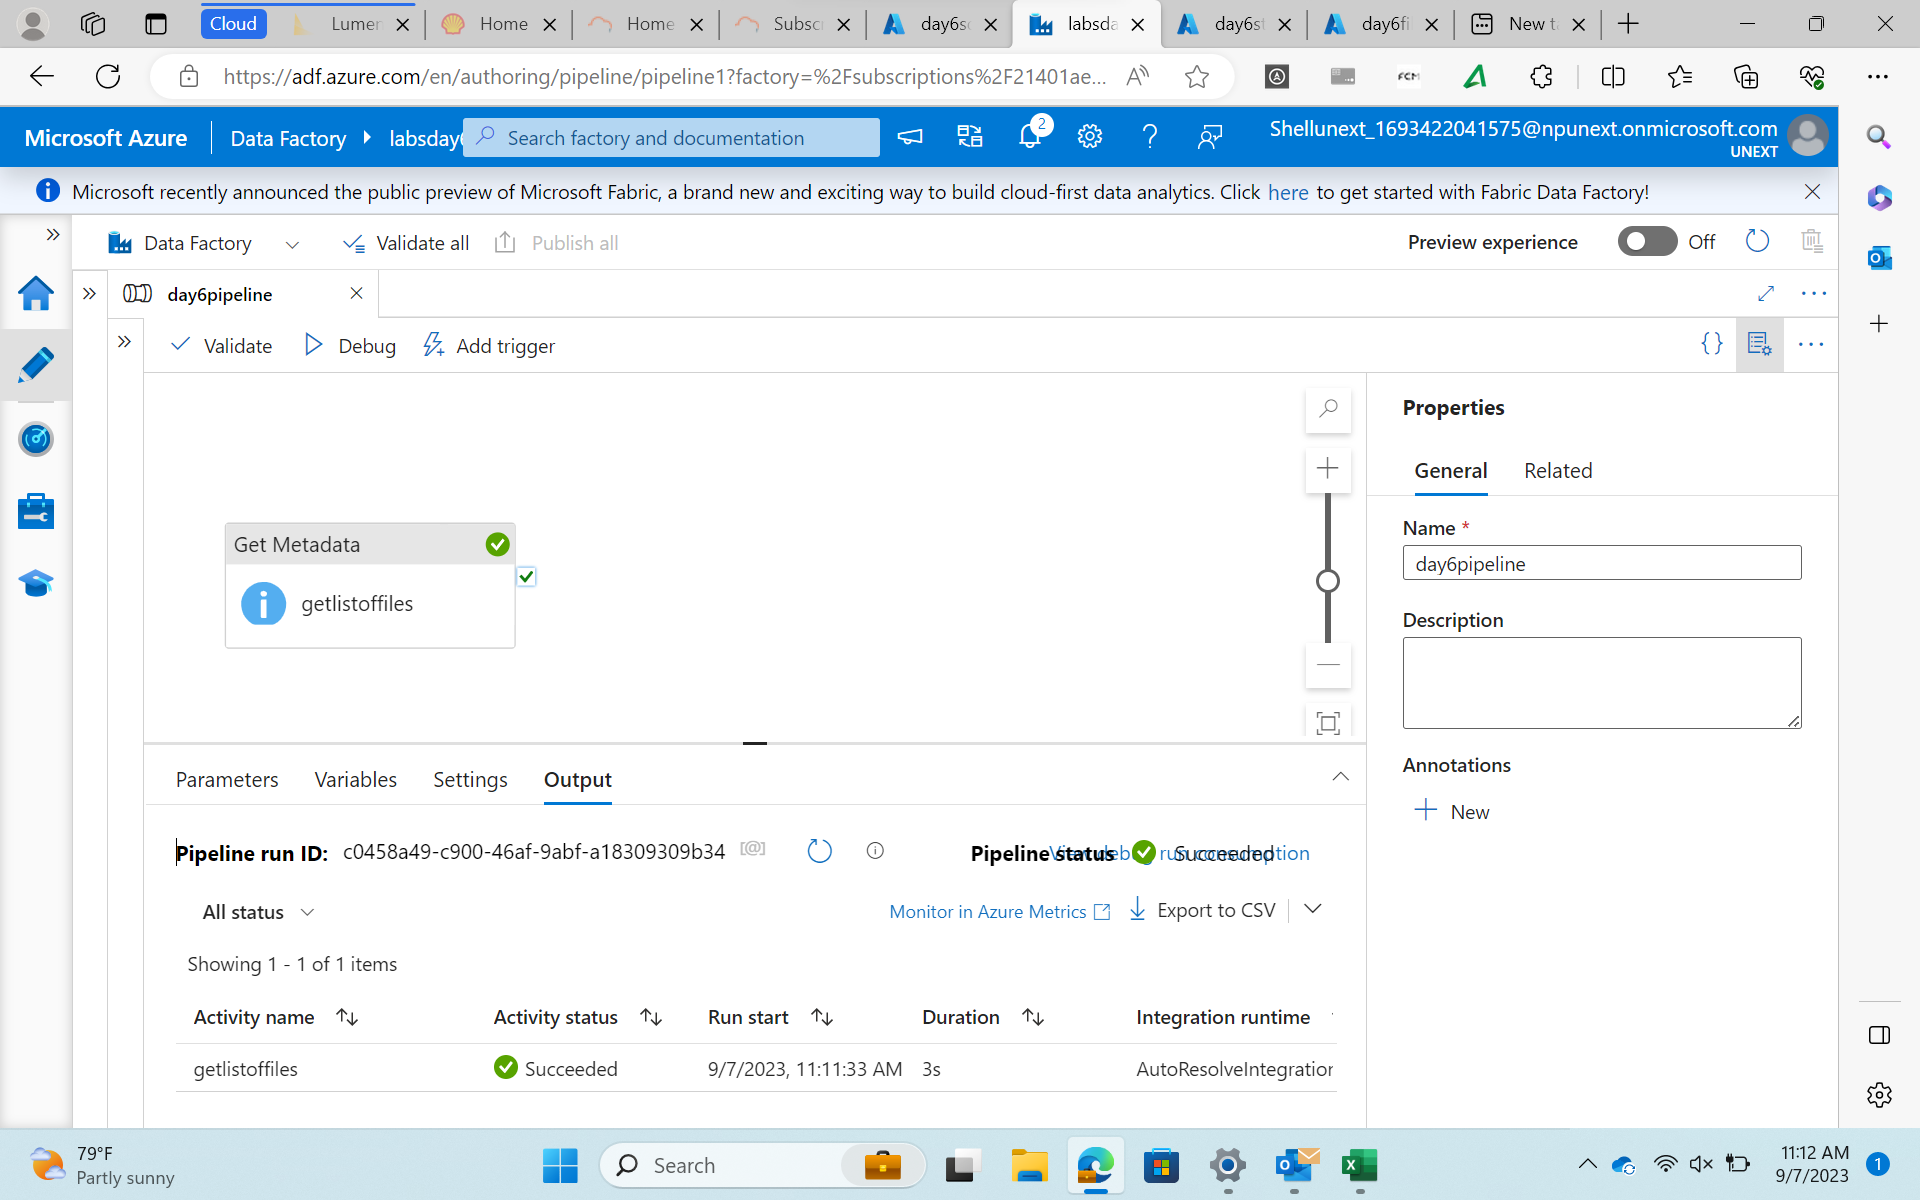 Cloud
Lumer
Home
Home
Subsc
day6s
labsda
day6st
day6fi
New t
https://adf.azure.com/en/authoring/pipeline/pipeline1?factory=%2Fsubscriptions%2F21401ae...
FCM
Microsoft Azure
Data Factory
labsday
Search factory and documentation
2
Shellunext_1693422041575@npunext.onmicrosoft.com
UNEXT
Microsoft recently announced the public preview of Microsoft Fabric, a brand new and exciting way to build cloud-first data analytics. Click here to get started with Fabric Data Factory!
Data Factory
Validate all
Publish all
Preview experience
Off
day6pipeline
Validate
Debug
Add trigger
Properties
General
Related
Get Metadata
getlistoffiles
Name *
day6pipeline
Description
Annotations
New
Parameters
Variables
Settings
Output
Pipeline run ID: c0458a49-c900-46af-9abf-a18309309b34
Pipeline status
Succeeded
View debug run consumption
All status
Monitor in Azure Metrics
Export to CSV
Showing 1 - 1 of 1 items
Activity name
Activity status
Run start
Duration
Integration runtime
getlistoffiles
Succeeded
9/7/2023, 11:11:33 AM
3s
AutoResolveIntegration
79°F
Partly sunny
Search
11:12 AM
9/7/2023
1